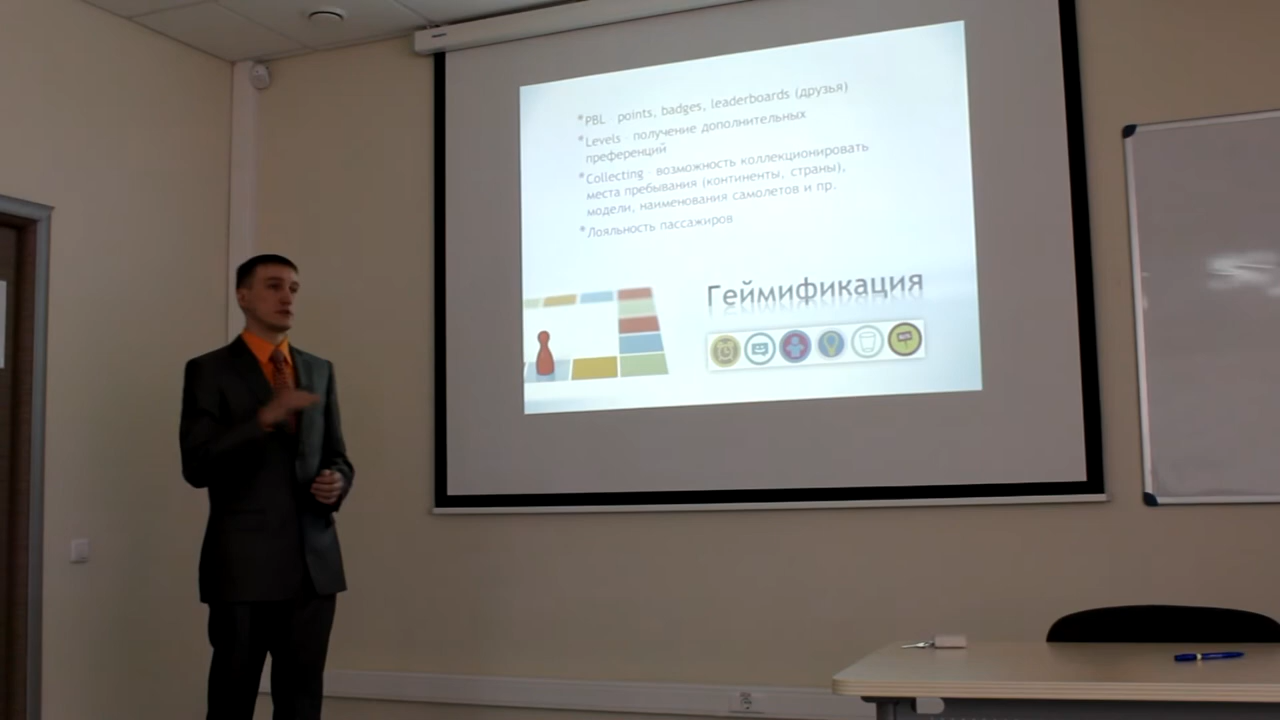 * PBL – points, badges, leaderboards (друзья)
* Levels – получение дополнительных
преференций
* Collecting – возможность коллекционировать
места пребывания (континенты, страны),
модели, наименования самолетов и пр.
* Лояльность пассажиров
Геймификация